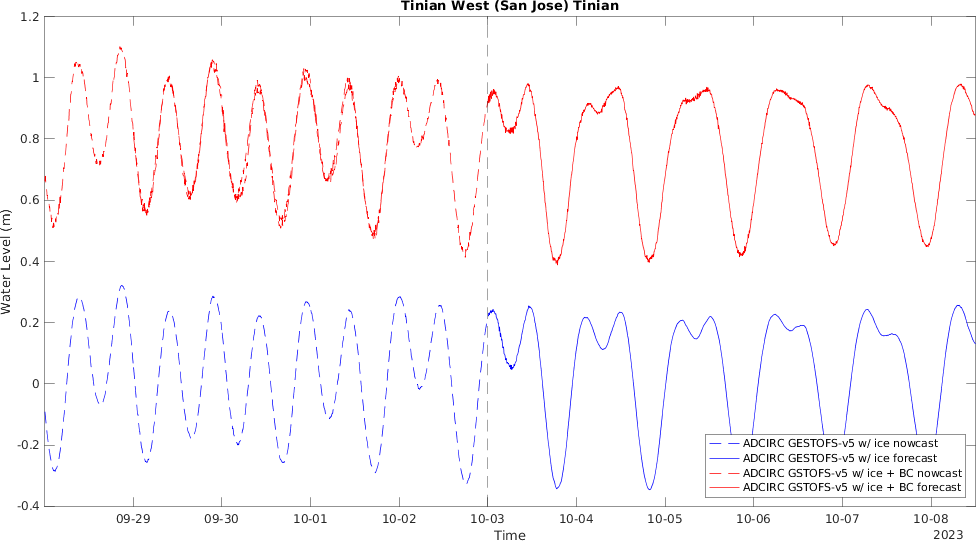 Tinian West (San Jose) Tinian
1.2
1
0.8
0.6
0.4
0.2
0
-0.2
-0.4
Water Level (m)
ADCIRC GESTOFS-v5 w/ ice nowcast
ADCIRC GESTOFS-v5 w/ ice forecast
ADCIRC GSTOFS-v5 w/ ice + BC nowcast
ADCIRC GSTOFS-v5 w/ ice + BC forecast
09-29 09-30 10-01 10-02 10-03 10-04 10-05 10-06 10-07 10-08
Time
2023